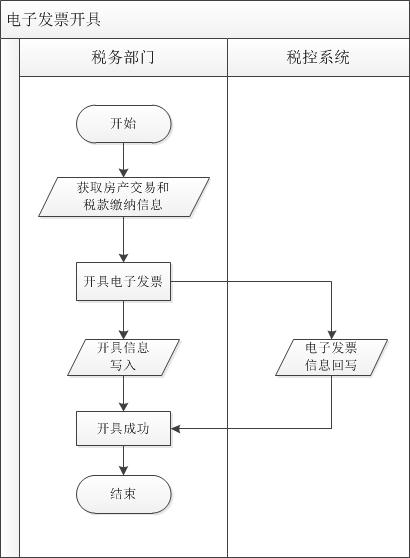 电子发票开具
税务部门
税控系统
开始
获取房产交易和
税款缴纳信息
开具电子发票
开具信息
写入
电子发票
信息回写
开具成功
结束